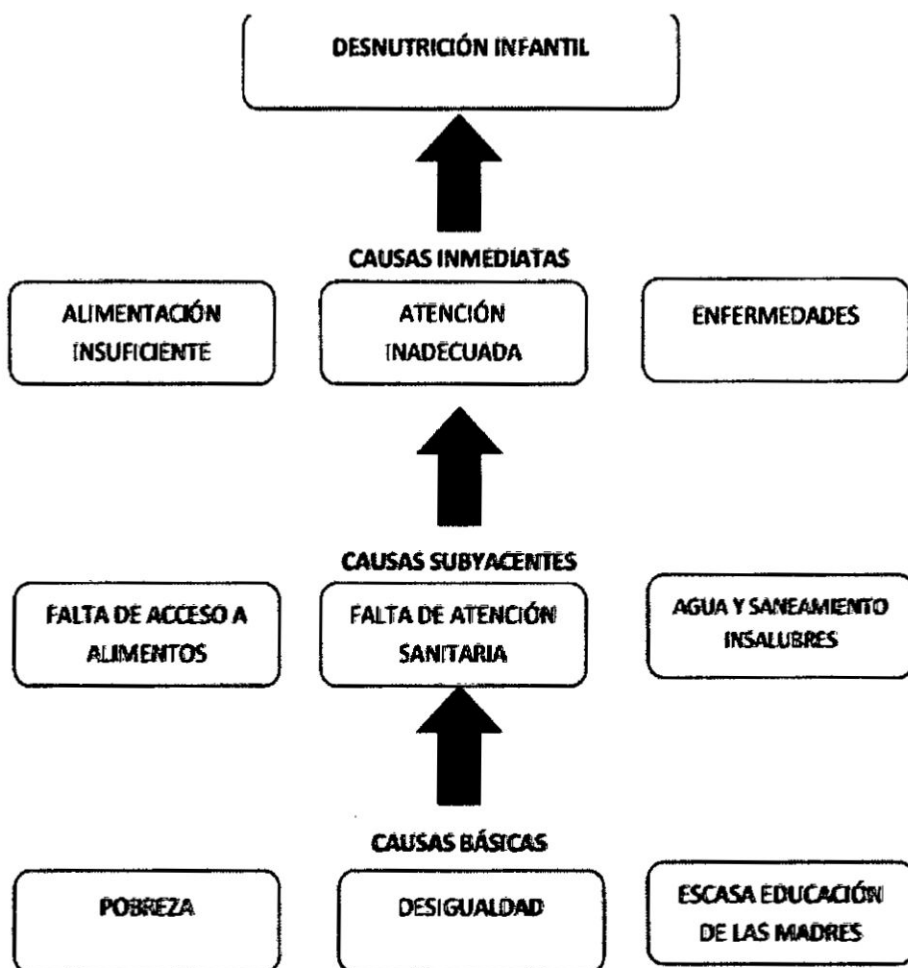 DESNUTRICIÓN INFANTIL
CAUSAS INMEDIATAS
ALIMENTACIÓN
INSUFICIENTE
ATENCIÓN
INADECUADA
ENFERMEDADES
CAUSAS SUBYACENTES
FALTA DE ACCESO A
ALIMENTOS
FALTA DE ATENCIÓN
SANITARIA
AGUA Y SANEAMIENTO
INSALUBRES
CAUSAS BÁSICAS
POBREZA
DESIGUALDAD
ESCASA EDUCACIÓN
DE LAS MADRES